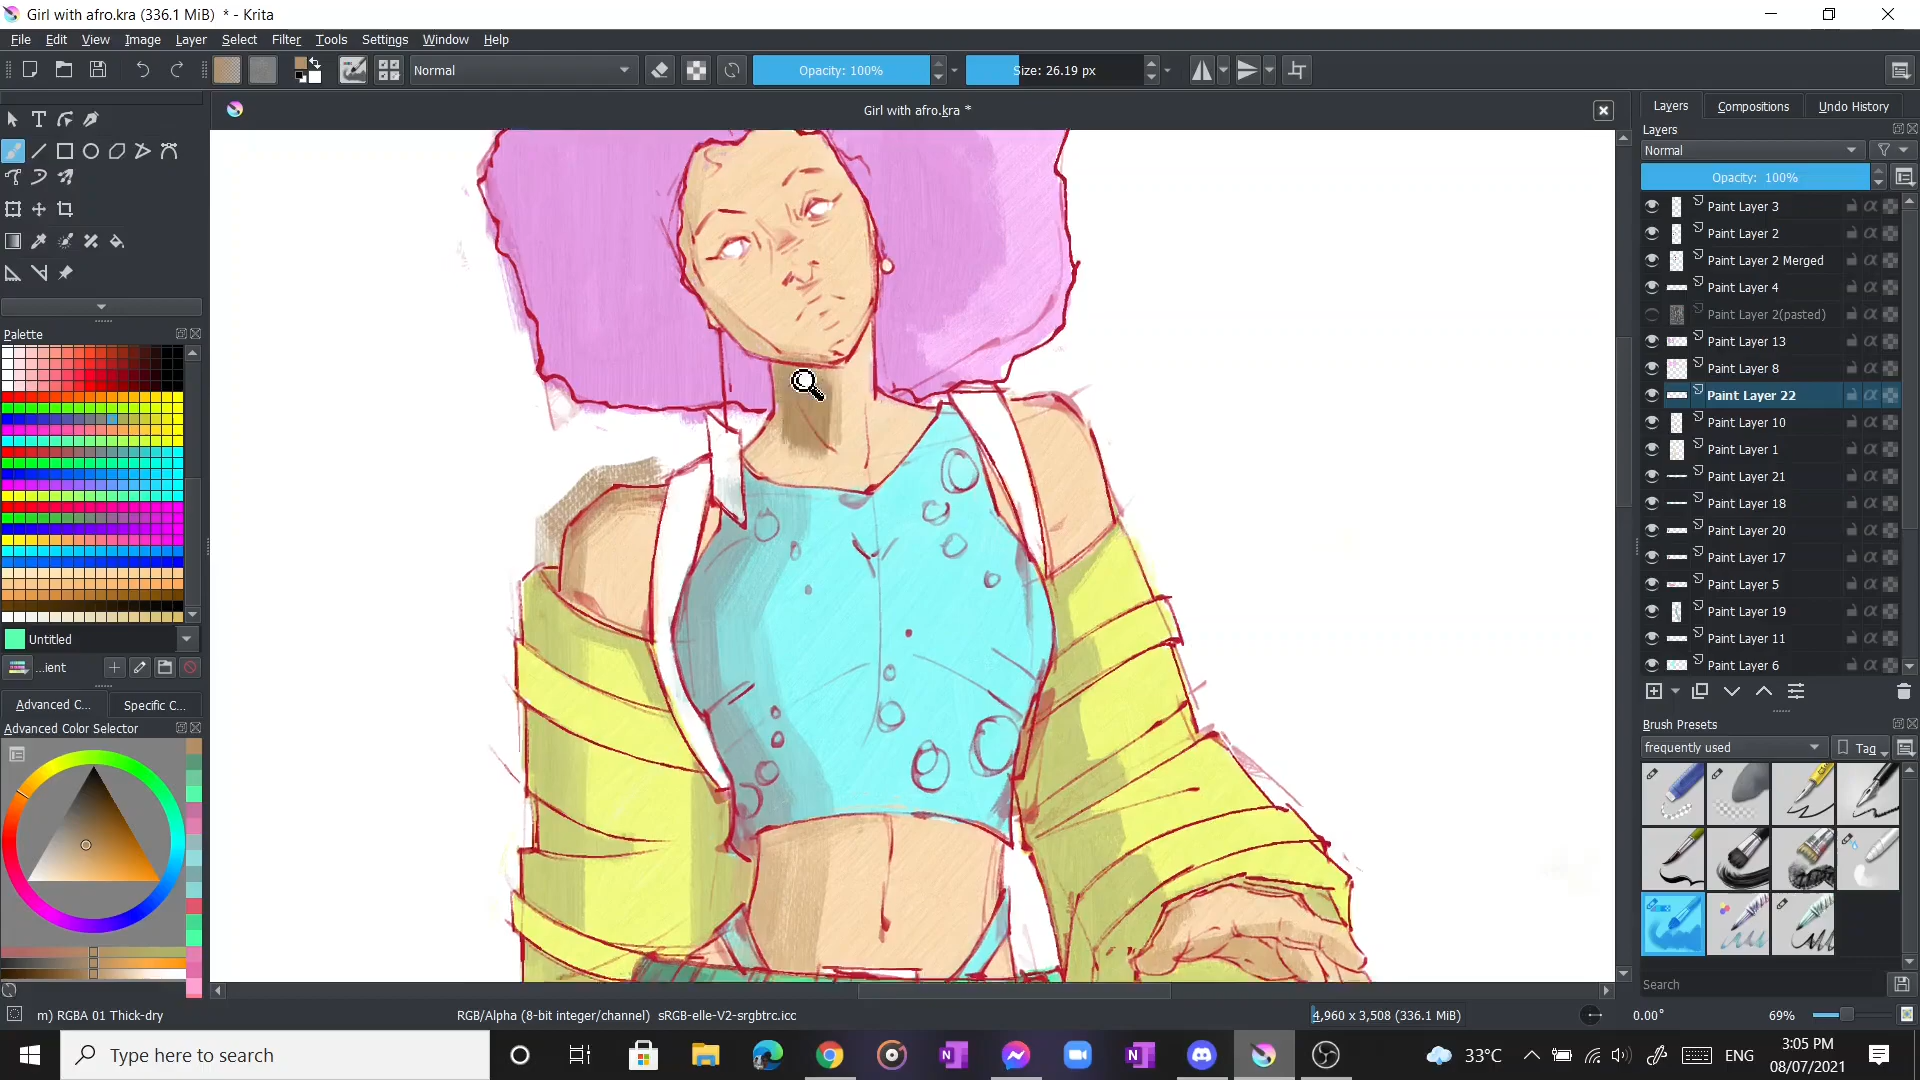 Girl with afro.kra (336.1 MiB) * - Krita
File Edit View Image Layer Select Filter Tools Settings Window Help
Normal
Opacity: 100%
Size: 26.19 px
Girl with afro.kra *
Layers
Compositions
Undo History
Layers
Normal
Opacity: 100%
Paint Layer 3
Paint Layer 2
Paint Layer 2 Merged
Paint Layer 4
Paint Layer 2(pasted)
Paint Layer 13
Paint Layer 8
Paint Layer 22
Paint Layer 10
Paint Layer 1
Paint Layer 21
Paint Layer 18
Paint Layer 20
Paint Layer 17
Paint Layer 5
Paint Layer 19
Paint Layer 11
Paint Layer 6
Palette
Untitled
...ient
Advanced C...
Specific C...
Advanced Color Selector
Brush Presets
frequently used
Tag
Search
m) RGBA 01 Thick-dry
RGB/Alpha (8-bit integer/channel) sRGB-elle-V2-srgbtrc.icc
4,960 x 3,508 (336.1 MiB)
0.00°
69%
Type here to search
33°C
ENG
3:05 PM
08/07/2021